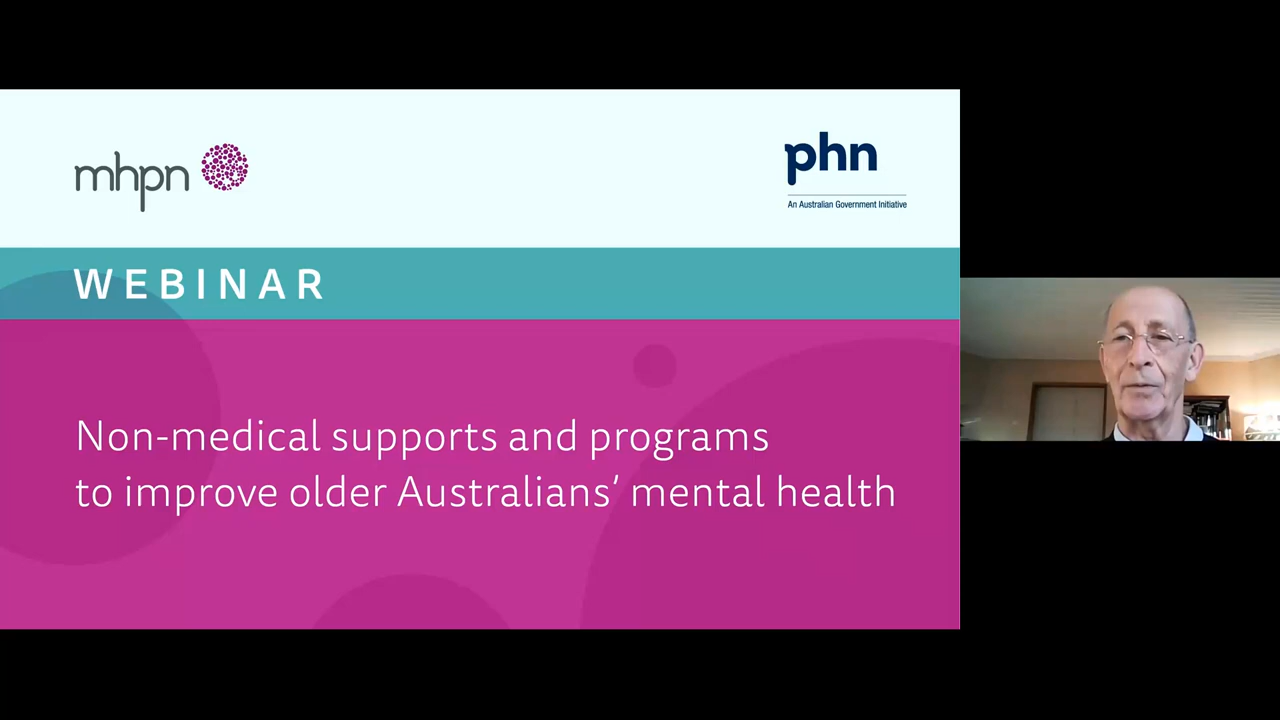 mhpn
phn
An Australian Government Initiative
WEBINAR
Non-medical supports and programs
to improve older Australians’ mental health